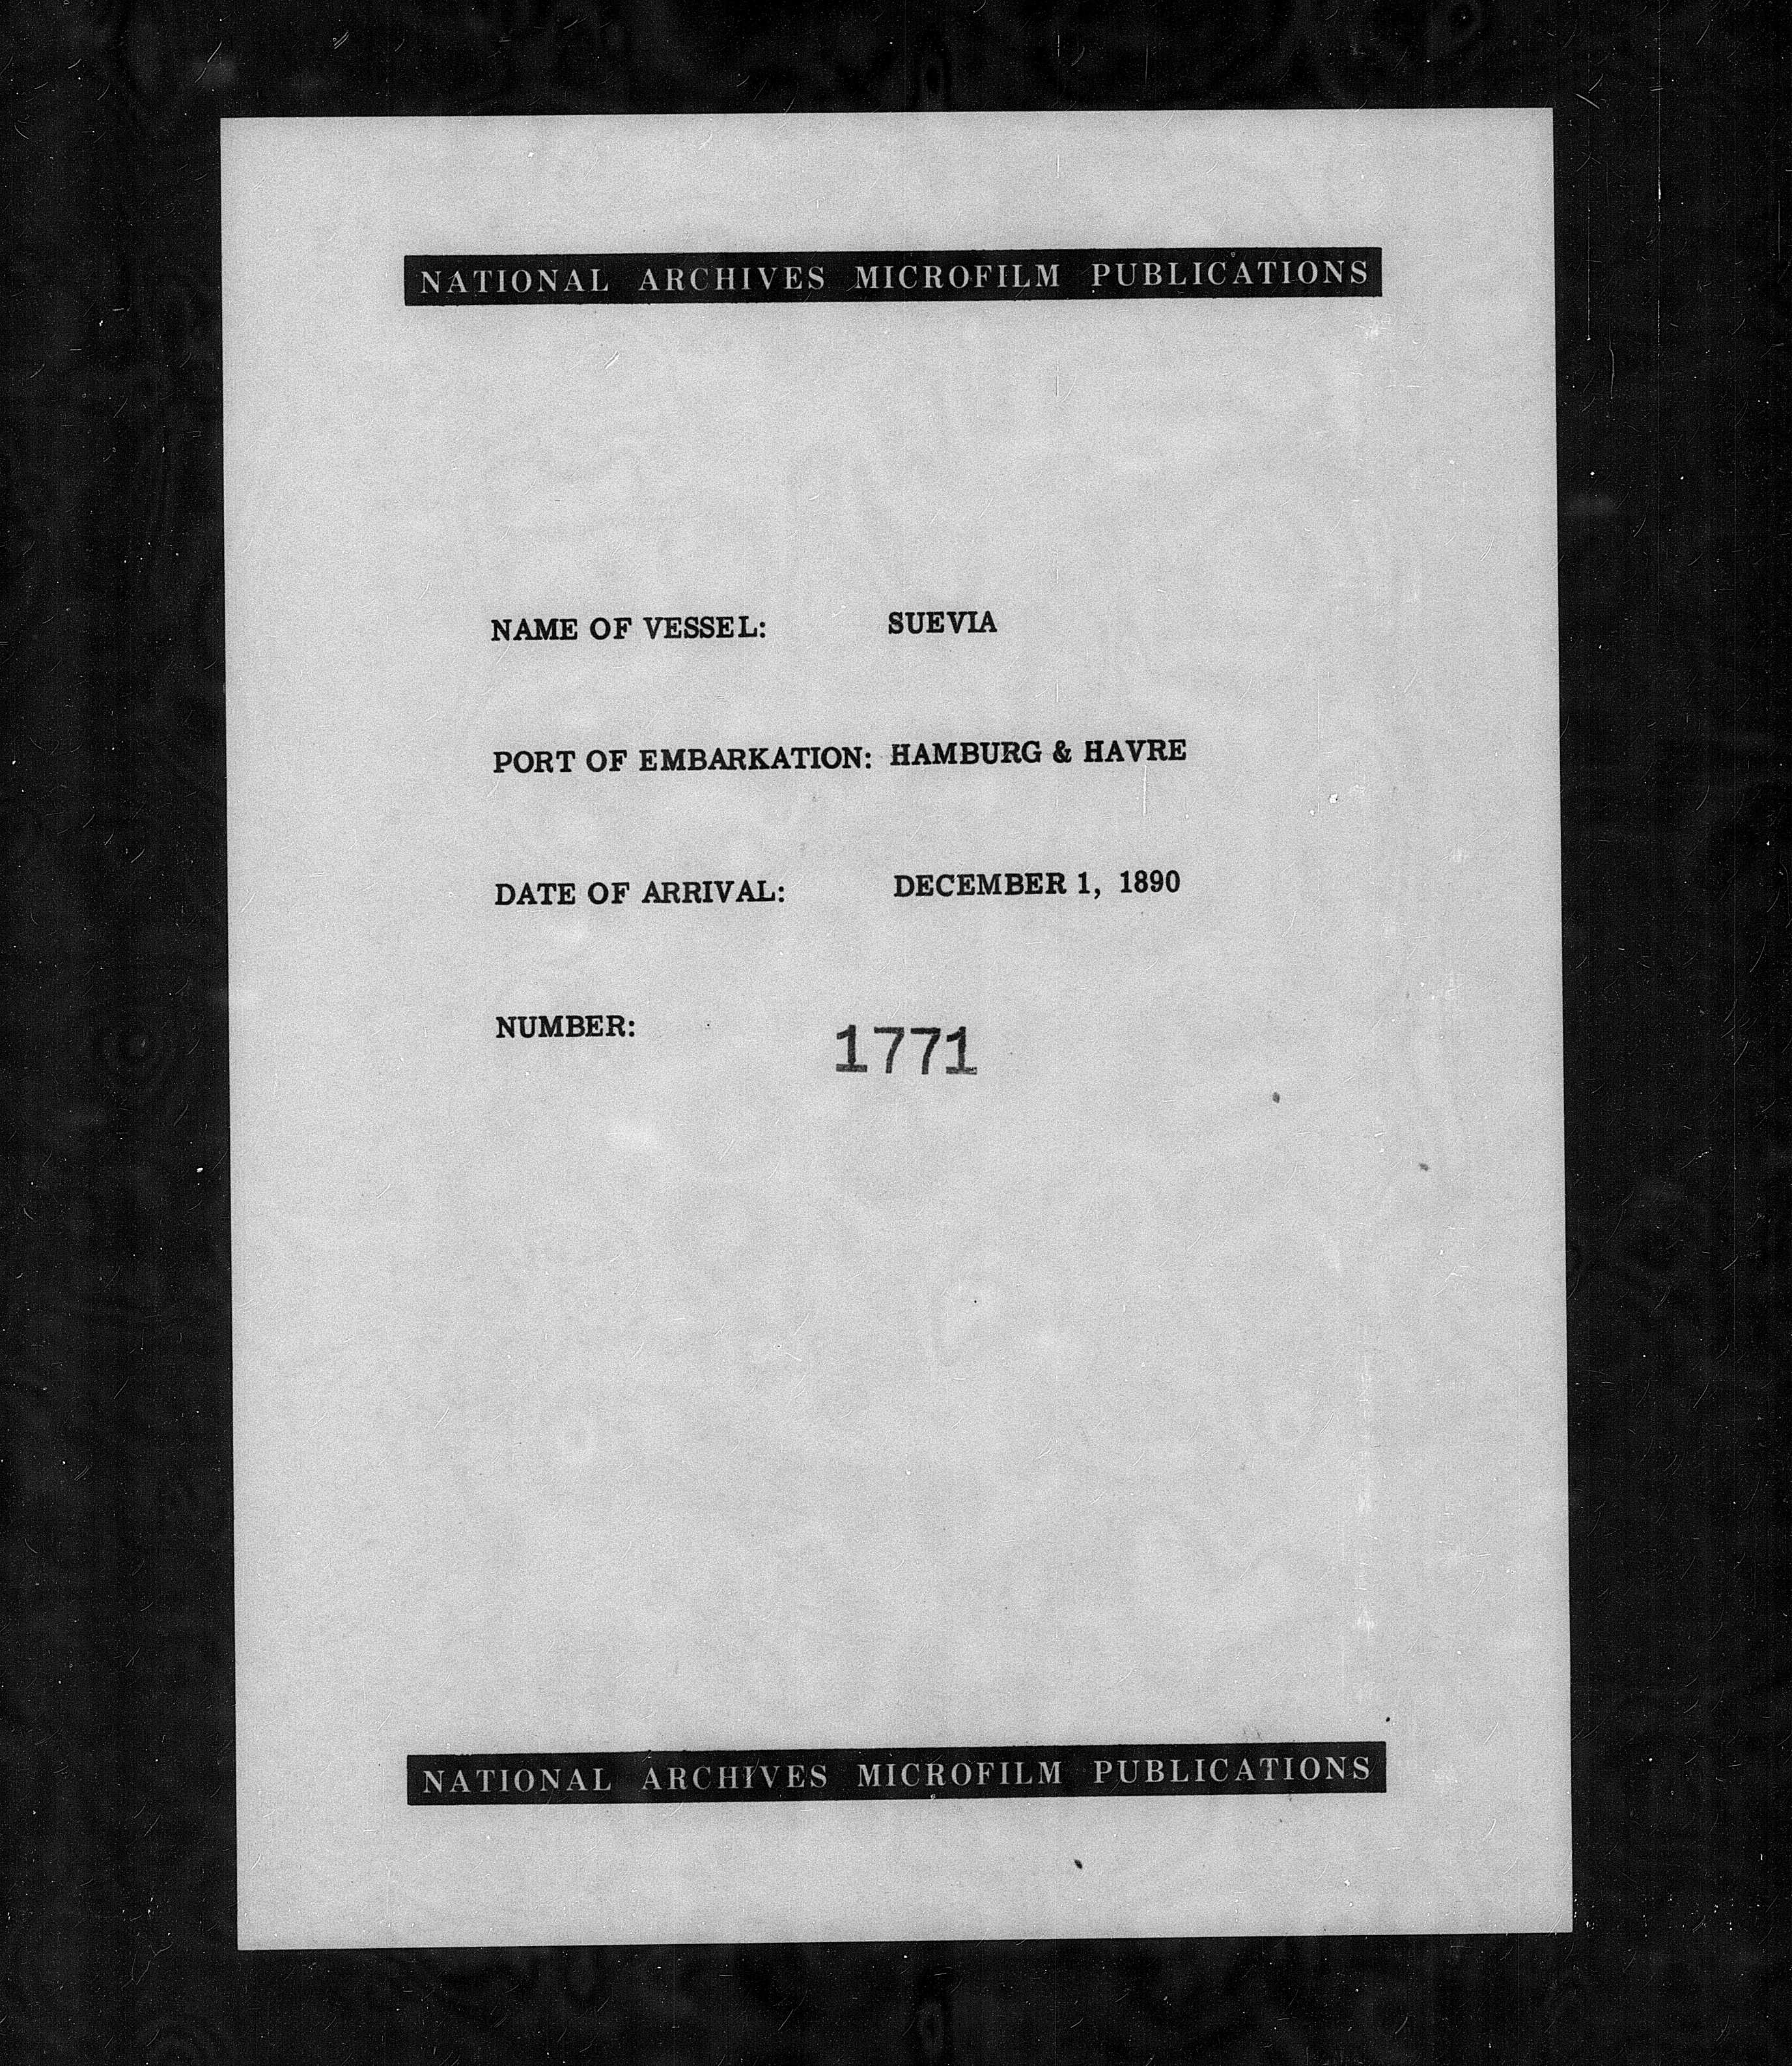 NATIONAL ARCHIVES MICROFILM PUBLICATIONS
NAME OF VESSEL: SUEVIA
PORT OF EMBARKATION: HAMBURG & HAVRE
DATE OF ARRIVAL: DECEMBER 1, 1890
NUMBER: 1771
NATIONAL ARCHIVES MICROFILM PUBLICATIONS